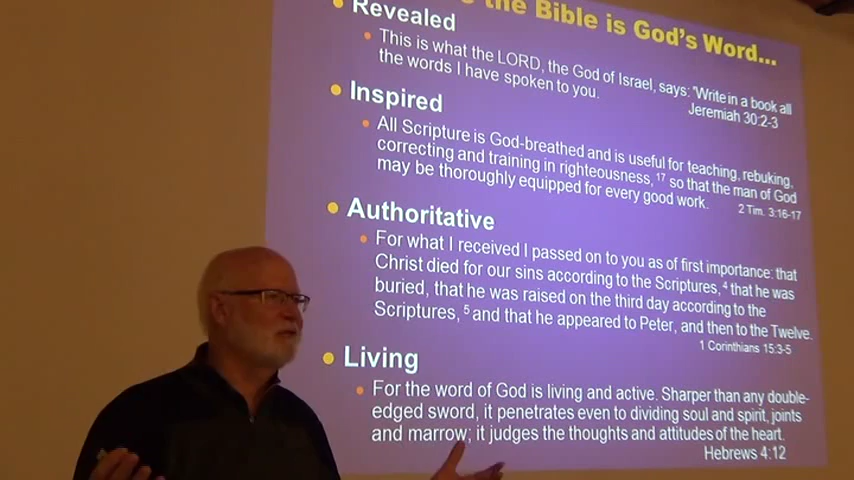 the Bible is God's Word...
Revealed
This is what the LORD, the God of Israel, says: "Write in a book all
the words I have spoken to you.
Jeremiah 30:2-3
Inspired
All Scripture is God-breathed and is useful for teaching, rebuking,
correcting and training in righteousness, 17 so that the man of God
may be thoroughly equipped for every good work.
2 Tim. 3:16-17
Authoritative
For what I received I passed on to you as of first importance: that
Christ died for our sins according to the Scriptures, 4 that he was
buried, that he was raised on the third day according to the
Scriptures, 5 and that he appeared to Peter, and then to the Twelve.
1 Corinthians 15:3-5
Living
For the word of God is living and active. Sharper than any double-
edged sword, it penetrates even to dividing soul and spirit, joints
and marrow; it judges the thoughts and attitudes of the heart.
Hebrews 4:12